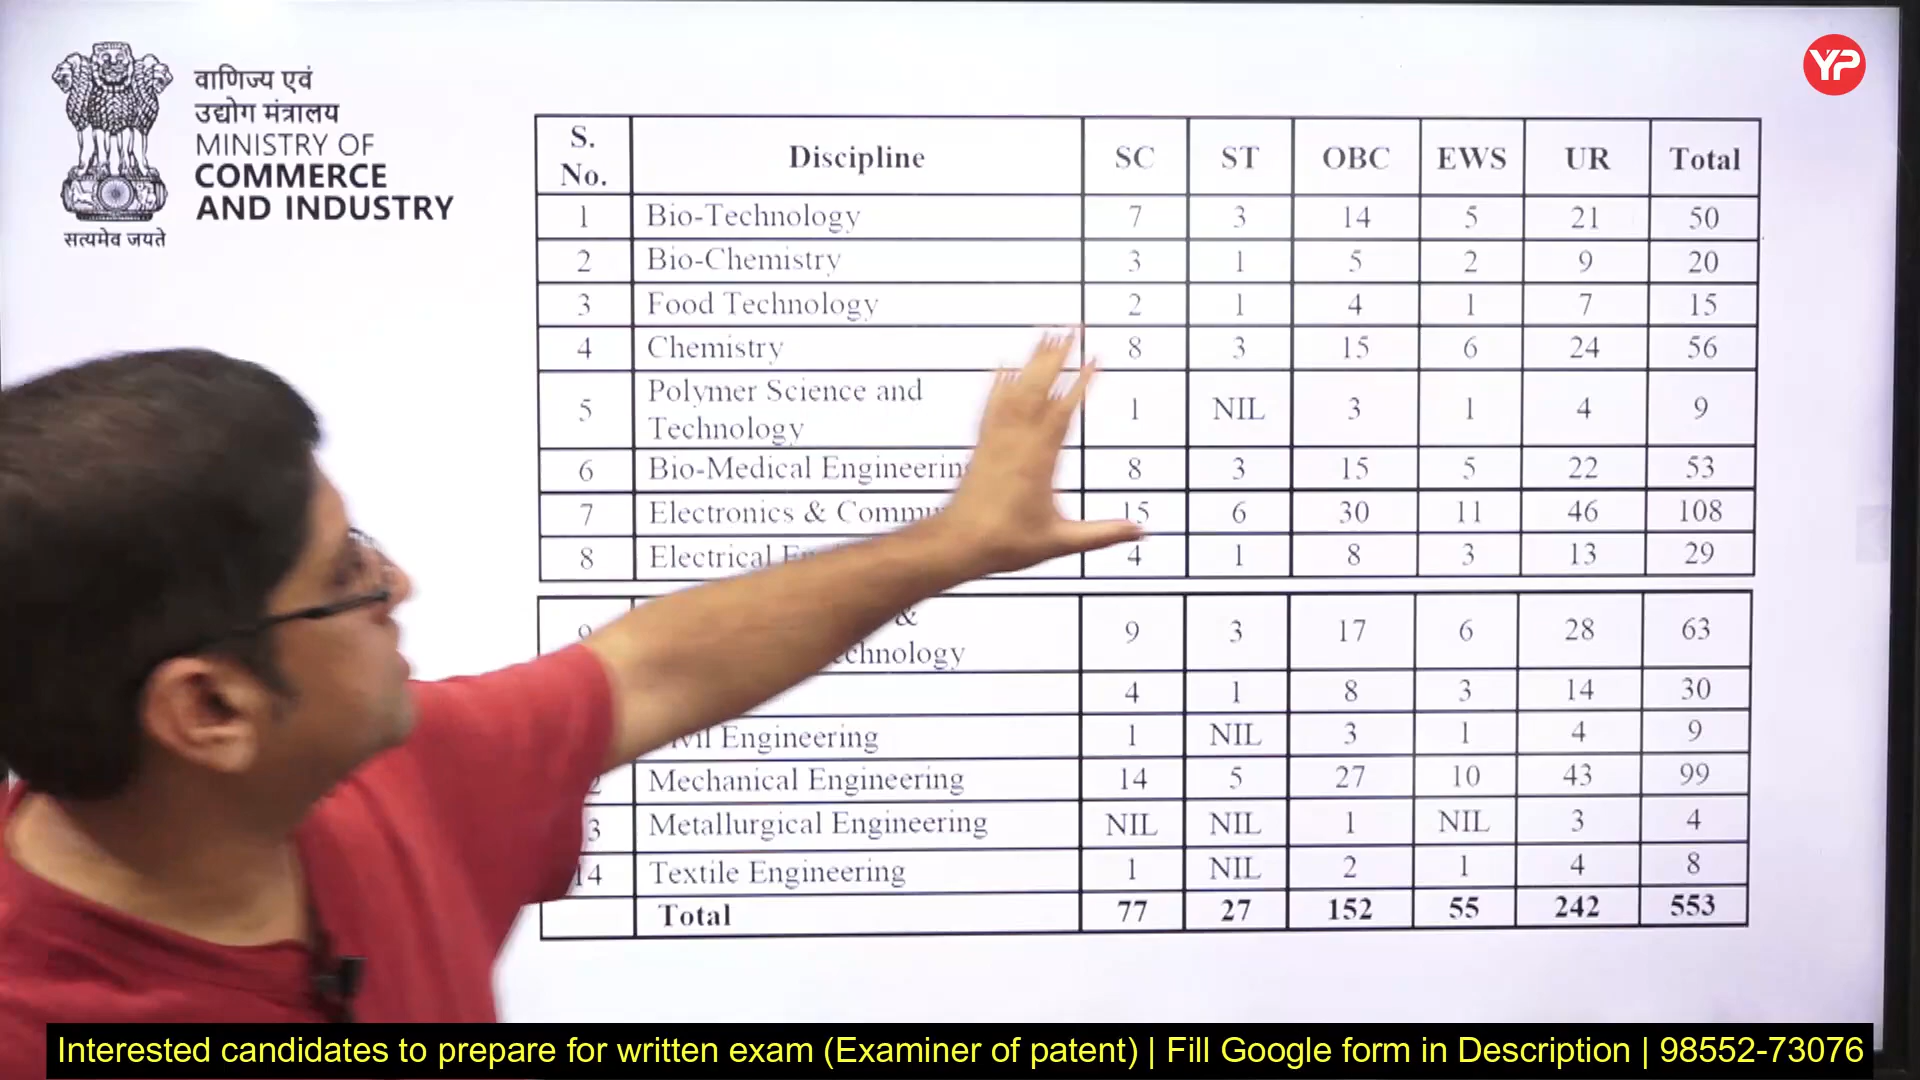 वाणिज्य एवं
उद्योग मंत्रालय
MINISTRY OF
COMMERCE
AND INDUSTRY
सत्यमेव जयते
YP
S. No. Discipline SC ST OBC EWS UR Total
1 Bio-Technology 7 3 14 5 21 50
2 Bio-Chemistry 3 1 5 2 9 20
3 Food Technology 2 1 4 1 7 15
4 Chemistry 8 3 15 6 24 56
5 Polymer Science and Technology 1 NIL 3 1 4 9
6 Bio-Medical Engineering 8 3 15 5 22 53
7 Electronics & 15 6 30 11 46 108
8 Electrical 4 1 8 3 13 29
& 9 3 17 6 28 63
4 1 8 3 14 30
Engineering 1 NIL 3 1 4 9
Mechanical Engineering 14 5 27 10 43 99
Metallurgical Engineering NIL NIL 1 NIL 3 4
14 Textile Engineering 1 NIL 2 1 4 8
Total 77 27 152 55 242 553
Interested candidates to prepare for written exam (Examiner of patent) | Fill Google form in Description | 98552-73076